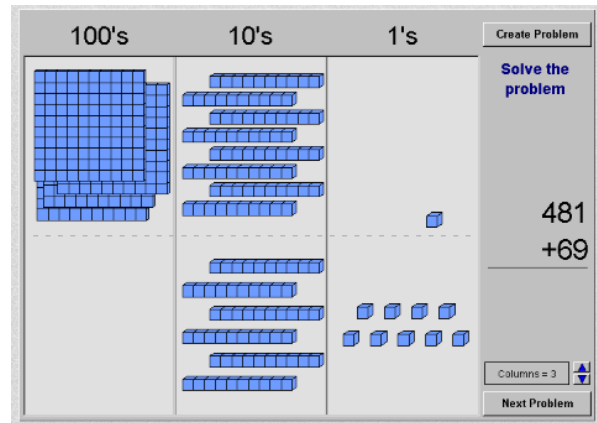 100's 10's 1's
Create Problem
Solve the
problem
481
+69
Columns = 3
Next Problem